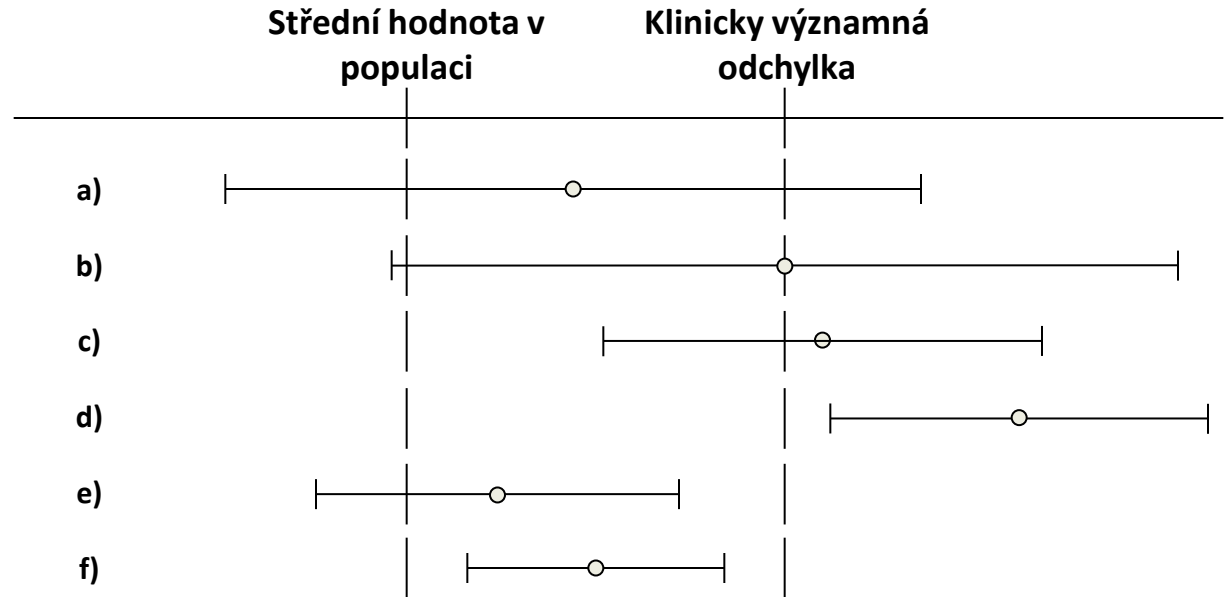 Střední hodnota v
populaci
Klinicky významná
odchylka
a)
b)
c)
d)
e)
f)